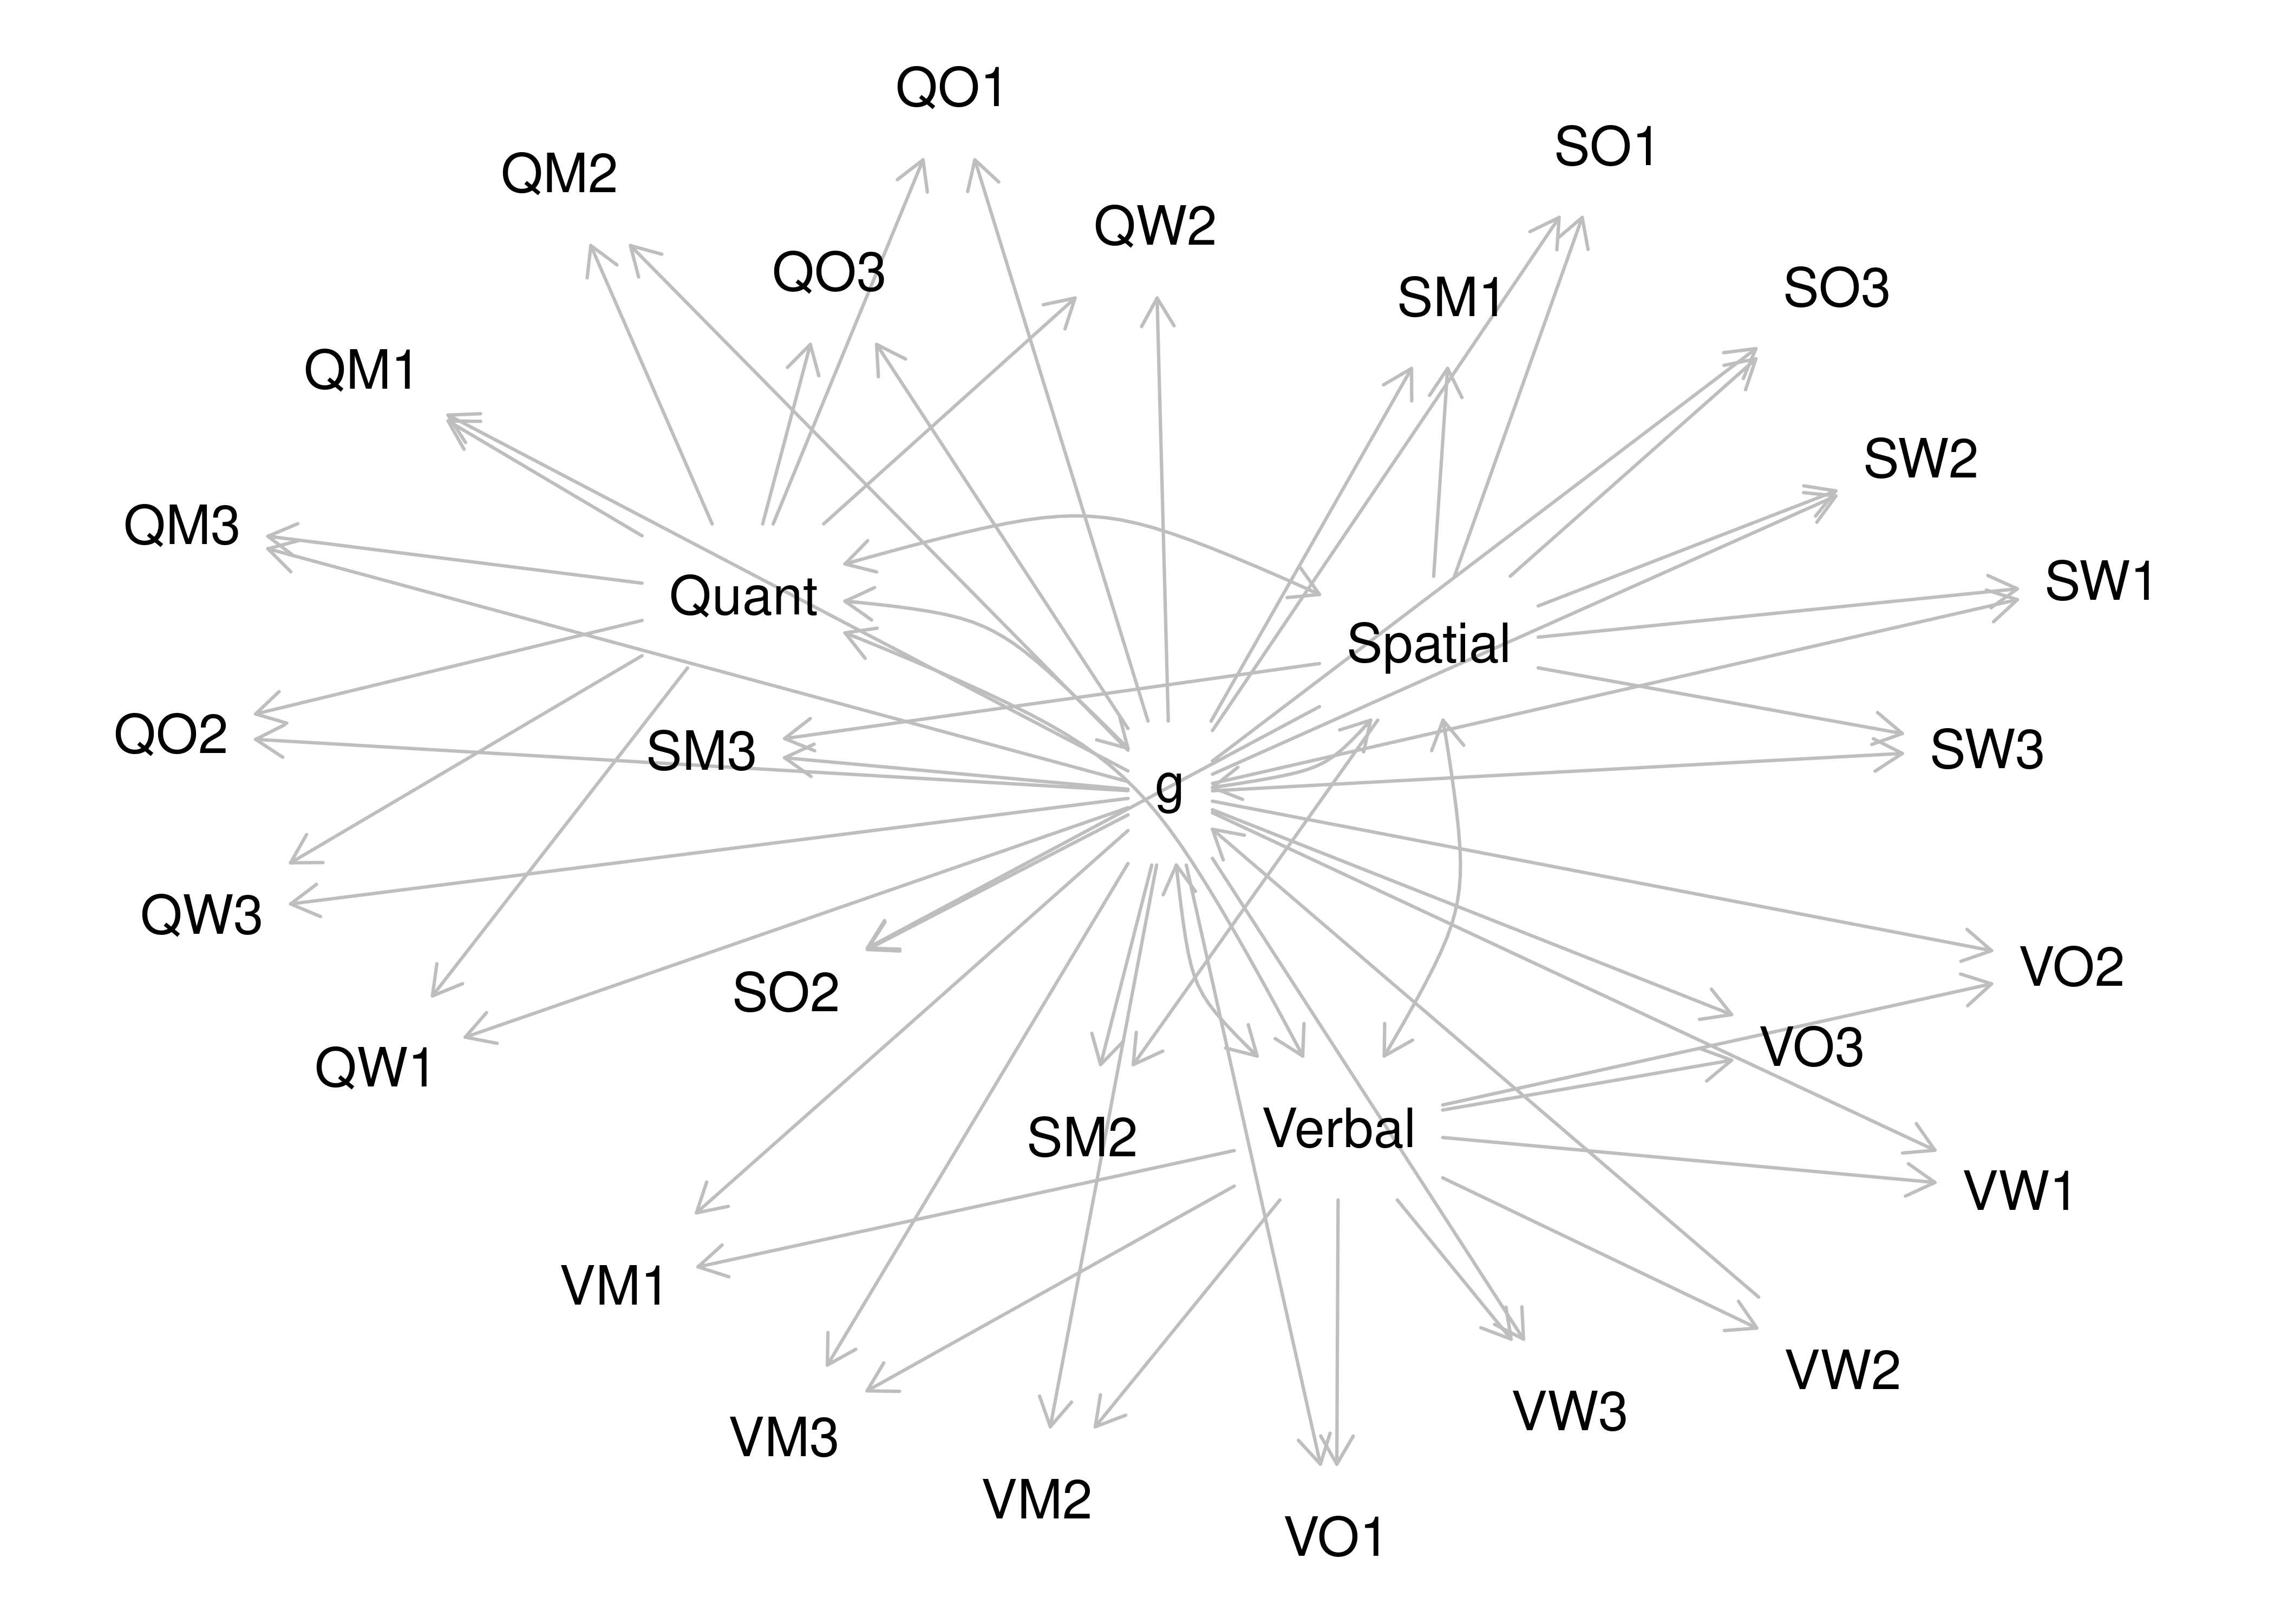 QO1
SO1
QM2
QW2
QO3
SO3
SM1
QM1
SW2
QM3
SW1
Quant
Spatial
QO2
SM3
SW3
g
QW3
VO2
SO2
VO3
QW1
Verbal
SM2
VW1
VM1
VW2
VW3
VM3
VM2
VO1